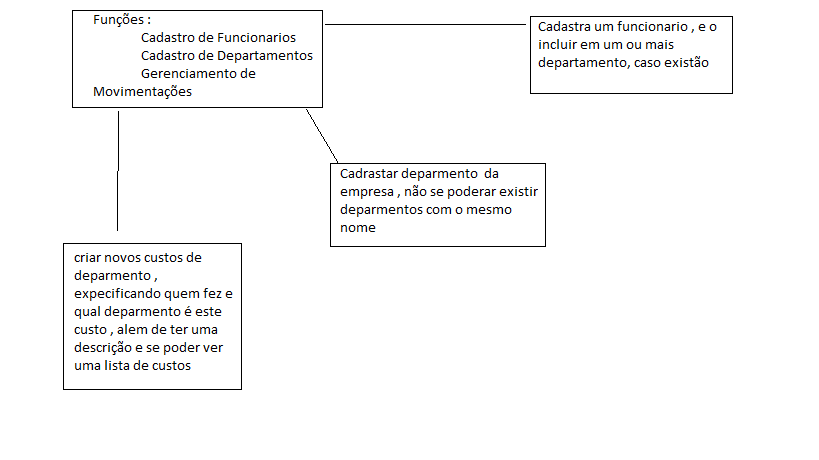 Funções :
Cadastro de Funcionarios
Cadastro de Departamentos
Gerenciamento de
Movimentações
Cadastra um funcionario , e o
incluir em um ou mais
departamento, caso existão
Cadrastar deparmento  da
empresa , não se poderar existir
deparmentos com o mesmo
nome
criar novos custos de
deparmento ,
expecificando quem fez e
qual deparmento é este
custo , alem de ter uma
descrição e se poder ver
uma lista de custos